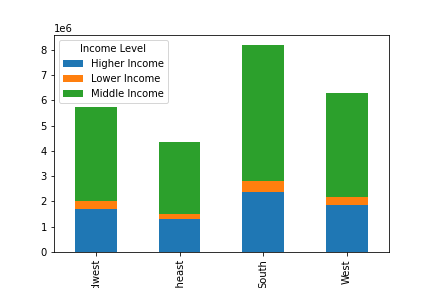 1e6
8
7
6
5
4
3
2
1
0
Income Level
Higher Income
Lower Income
Middle Income
dwest
heast
South
West